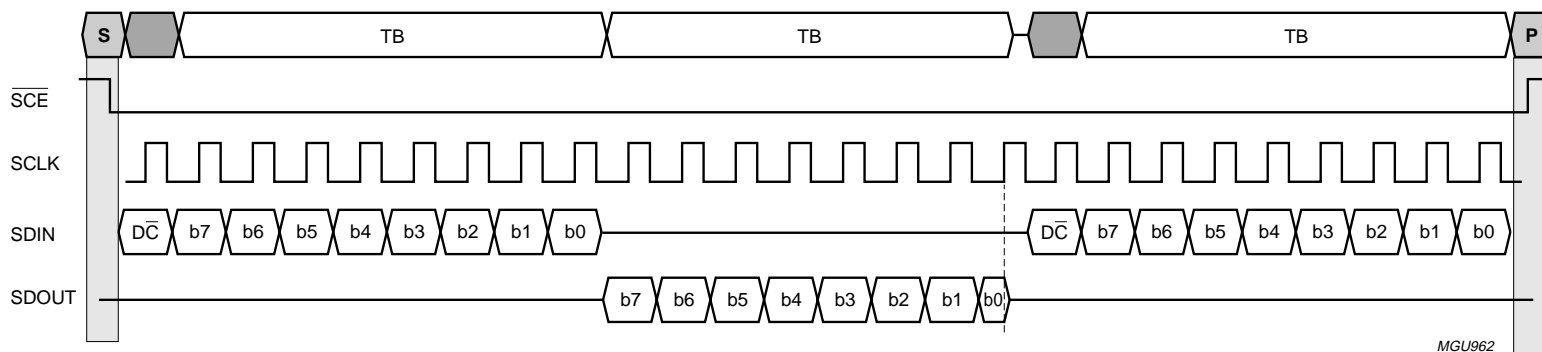 S TB TB TB P
S̅C̅E̅
SCLK
SDIN DC̅ b7 b6 b5 b4 b3 b2 b1 b0 DC̅ b7 b6 b5 b4 b3 b2 b1 b0
SDOUT b7 b6 b5 b4 b3 b2 b1 b0
MGU962